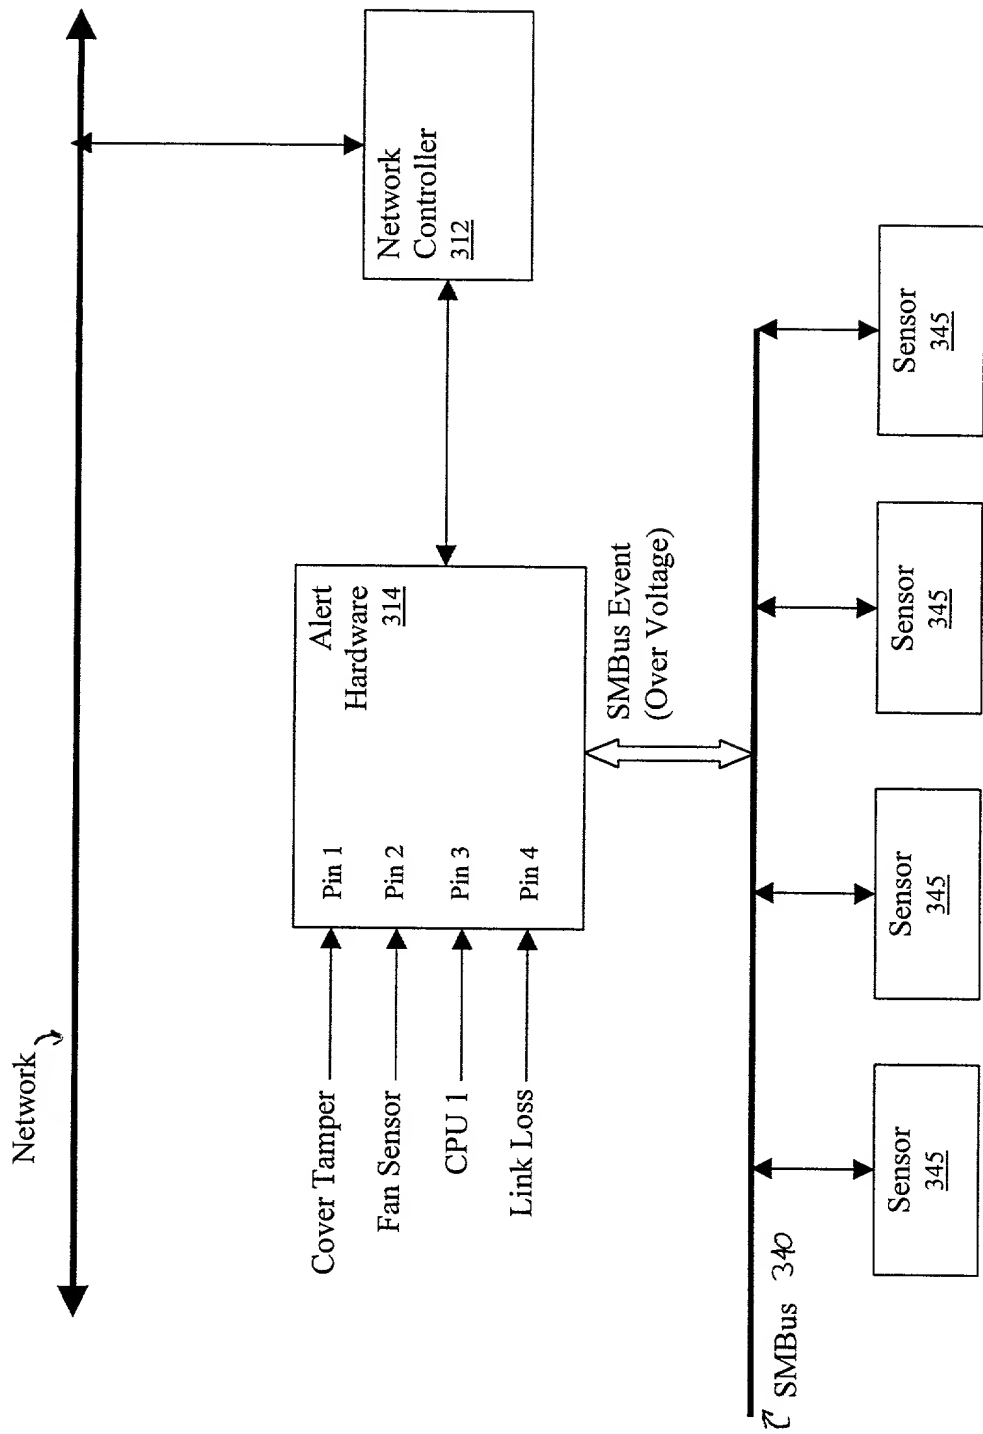 Network
Network
Controller
312
Alert
Hardware
314
Pin 1
Pin 2
Pin 3
Pin 4
Cover Tamper
Fan Sensor
CPU 1
Link Loss
SMBus Event
(Over Voltage)
SMBus 340
Sensor
345
Sensor
345
Sensor
345
Sensor
345